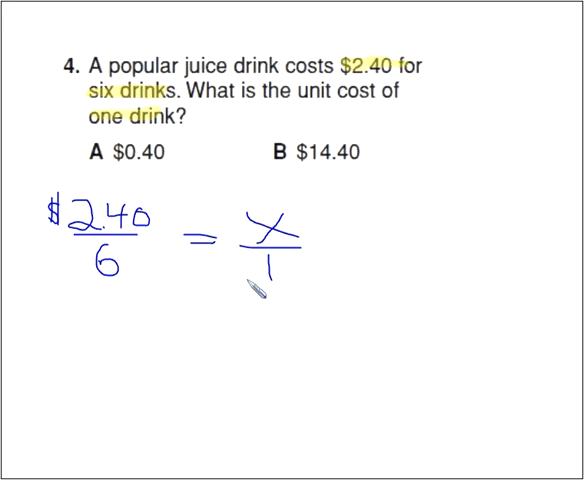 4. A popular juice drink costs $2.40 for
six drinks. What is the unit cost of
one drink?
A $0.40 B $14.40
$2.40 = x
6 1